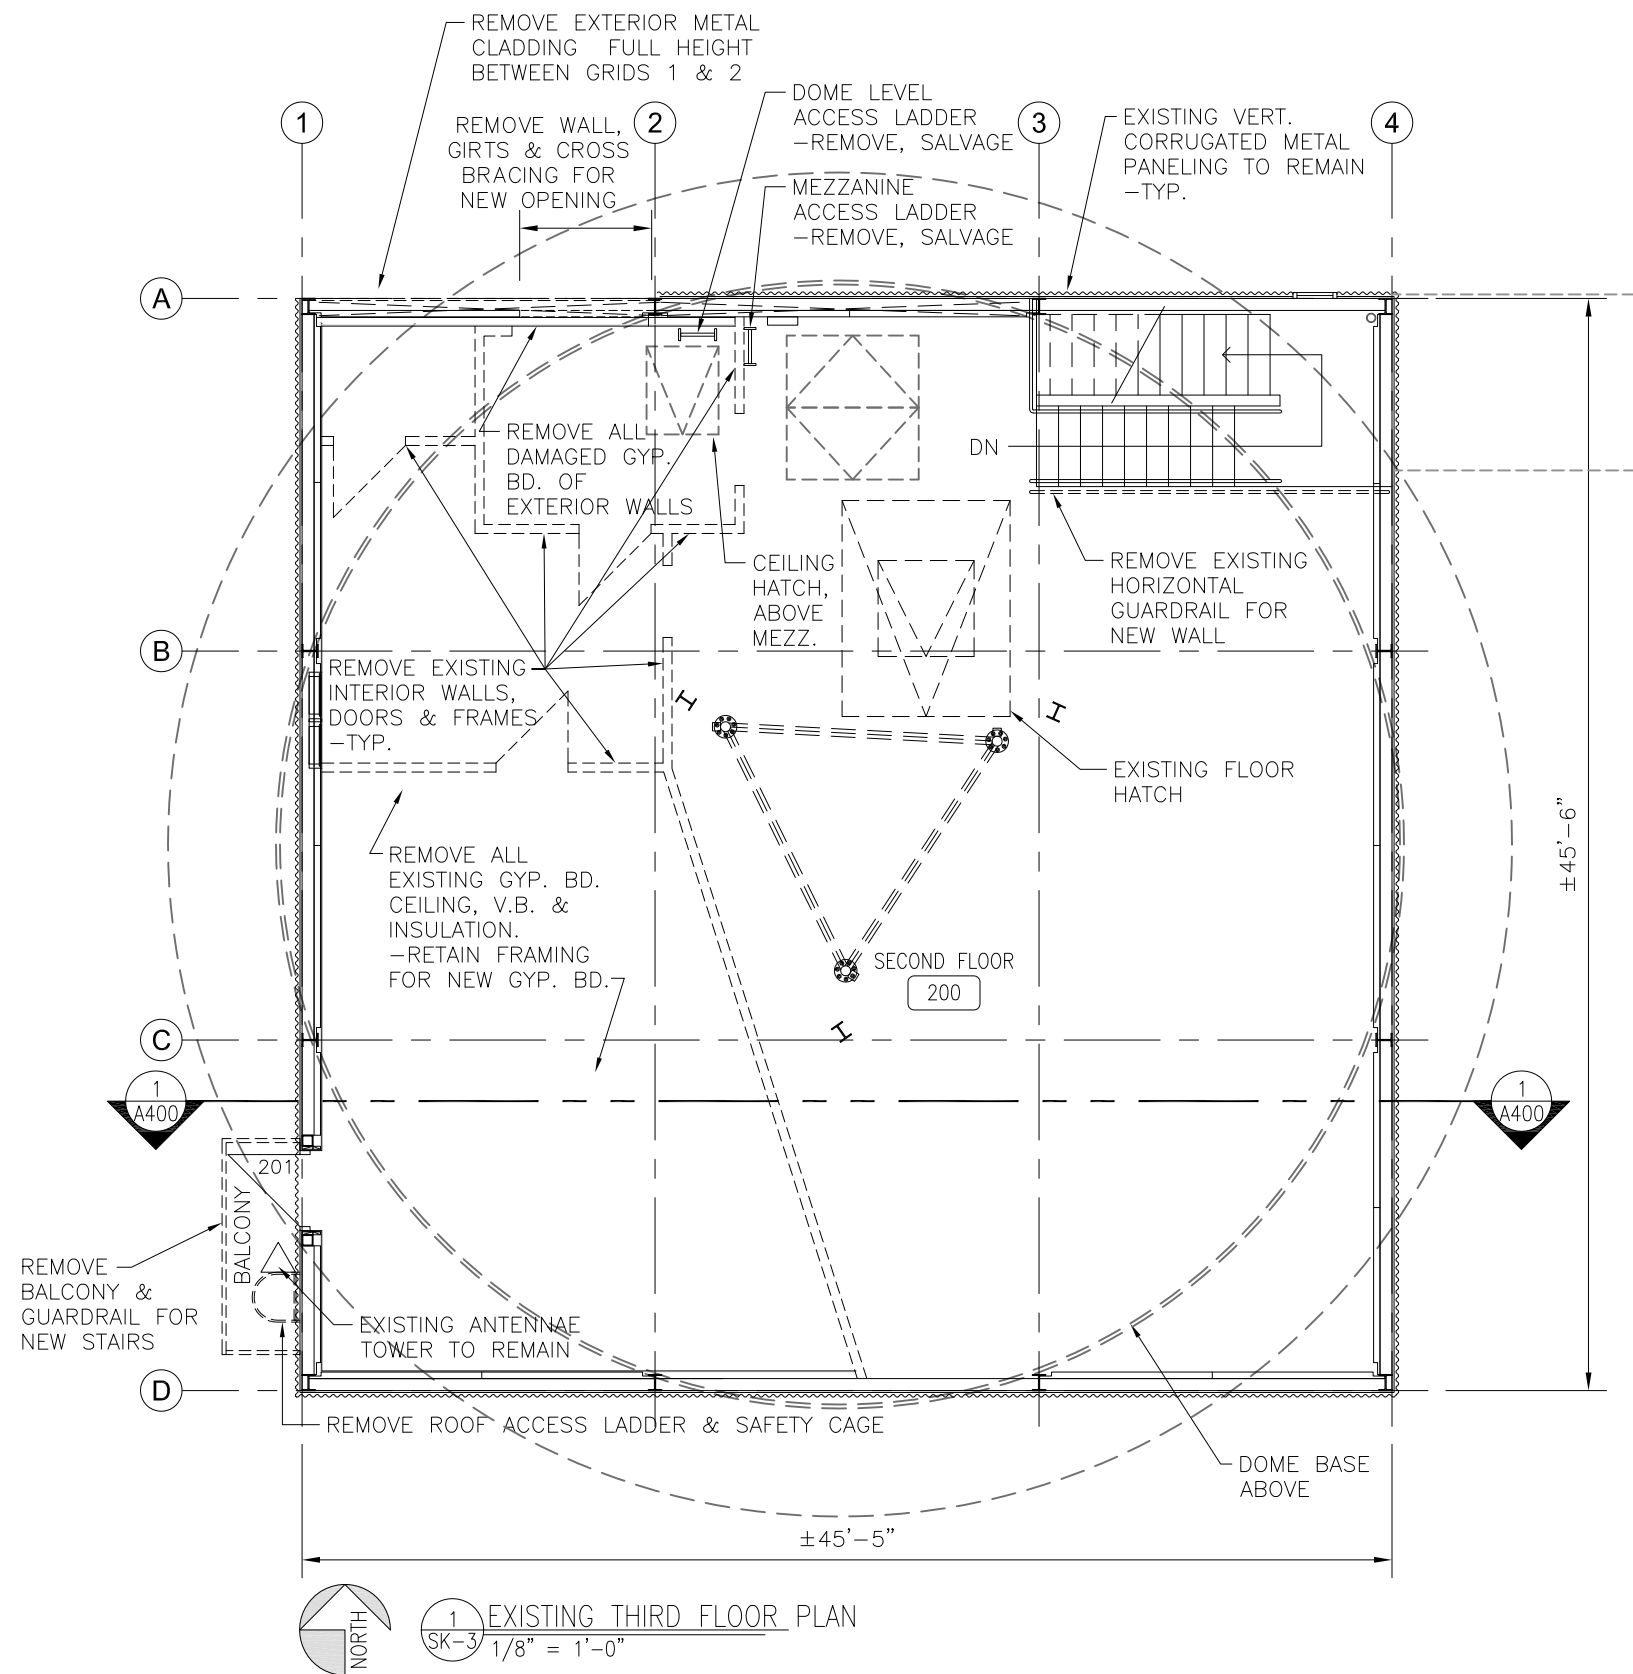 REMOVE EXTERIOR METAL
CLADDING FULL HEIGHT
BETWEEN GRIDS 1 & 2
DOME LEVEL
ACCESS LADDER
-REMOVE, SALVAGE
1
REMOVE WALL,
GIRTS & CROSS
BRACING FOR
NEW OPENING
2
3
EXISTING VERT.
CORRUGATED METAL
PANELING TO REMAIN
-TYP.
4
MEZZANINE
ACCESS LADDER
-REMOVE, SALVAGE
A
REMOVE ALL
DAMAGED GYP.
BD. OF
EXTERIOR WALLS
DN
CEILING
HATCH,
ABOVE
MEZZ.
REMOVE EXISTING
HORIZONTAL
GUARDRAIL FOR
NEW WALL
B
REMOVE EXISTING
INTERIOR WALLS,
DOORS & FRAMES
-TYP.
EXISTING FLOOR
HATCH
±45'-6"
REMOVE ALL
EXISTING GYP. BD.
CEILING, V.B. &
INSULATION.
-RETAIN FRAMING
FOR NEW GYP. BD.
SECOND FLOOR
200
C
1
A400
1
A400
201
BALCONY
REMOVE
BALCONY &
GUARDRAIL FOR
NEW STAIRS
EXISTING ANTENNAE
TOWER TO REMAIN
D
REMOVE ROOF ACCESS LADDER & SAFETY CAGE
DOME BASE
ABOVE
±45'-5"
NORTH
1
SK-3
EXISTING THIRD FLOOR PLAN
1/8" = 1'-0"